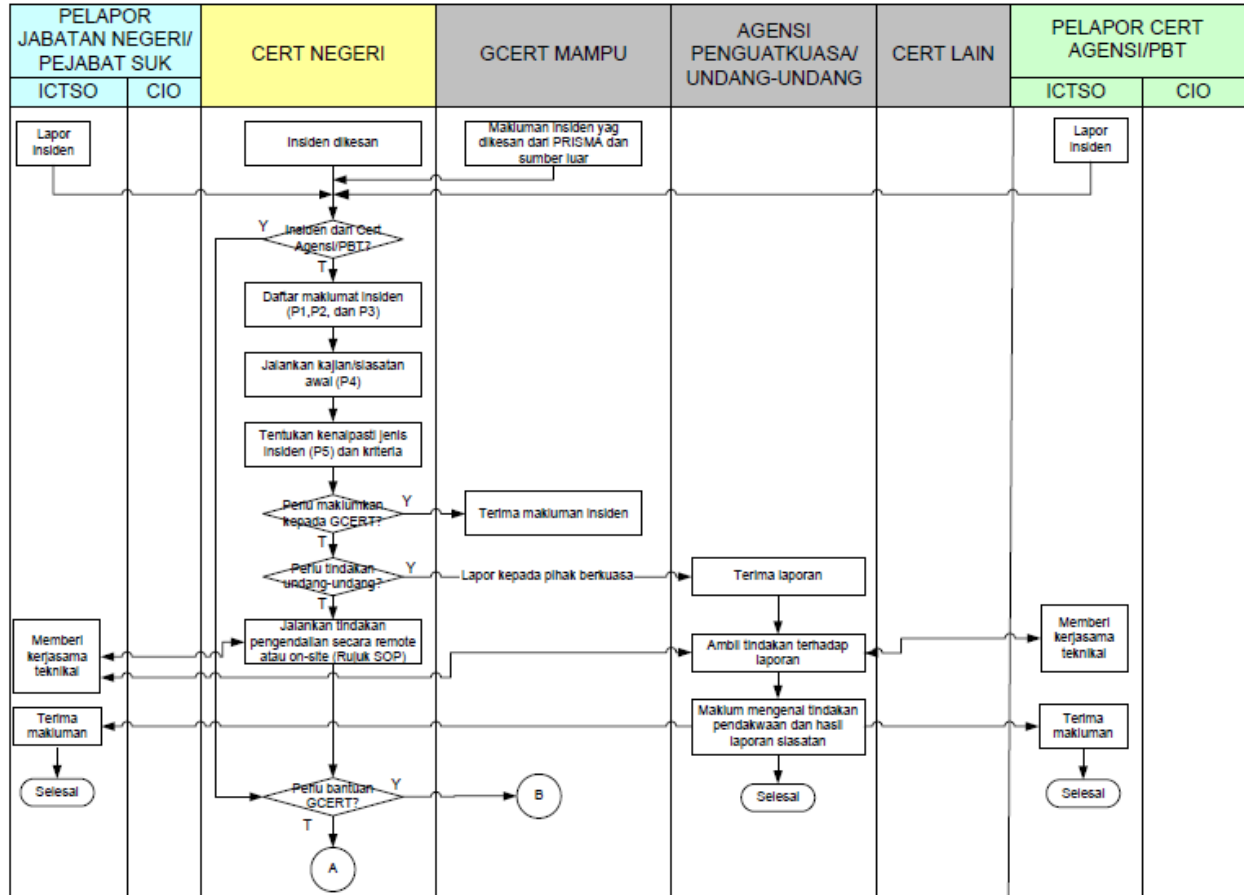 PELAPOR
JABATAN NEGERI/
PEJABAT SUK
CERT NEGERI
GCERT MAMPU
AGENSI
PENGUATKUASA/
UNDANG-UNDANG
CERT LAIN
PELAPOR CERT
AGENSI/PBT
ICTSO
CIO
ICTSO
CIO
Lapor
Insiden
Insiden dikesan
Makluman Insiden yag
dikesan dari PRISMA dan
sumber luar
Lapor
Insiden
Y
Insiden dari Cert
Agensi/PBT?
T
Daftar maklumat Insiden
(P1,P2, dan P3)
Jalankan kajian/siasatan
awal (P4)
Tentukan kenalpasti jenis
Insiden (P5) dan kriteria
Perlu maklumkan
kepada GCERT?
Y
Terima makluman Insiden
T
Perlu tindakan
undang-undang?
Y
Lapor kepada pihak berkuasa
Terima laporan
T
Jalankan tindakan
pengendalian secara remote
atau on-site (Rujuk SOP)
Memberi
kerjasama
teknikal
Ambil tindakan terhadap
laporan
Memberi
kerjasama
teknikal
Terima
makluman
Maklum mengenai tindakan
pendakwaan dan hasil
laporan siasatan
Terima
makluman
Selesai
Perlu bantuan
GCERT?
Y
B
Selesai
Selesai
T
A